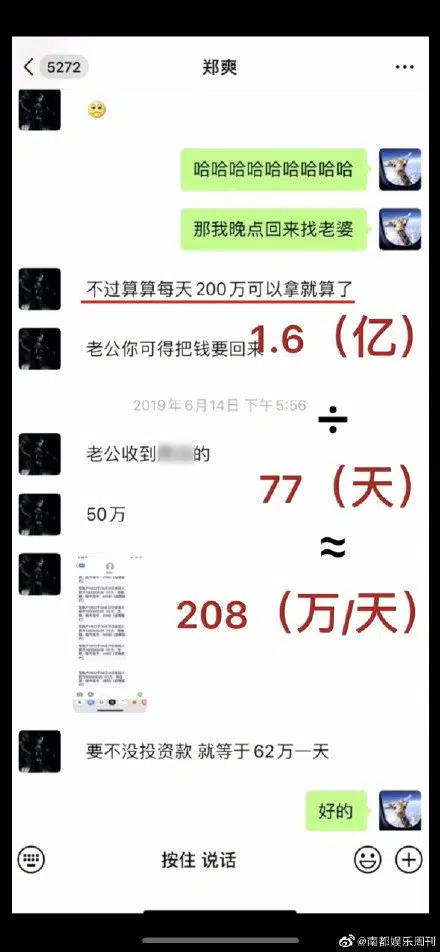 5272
郑爽
哈哈哈哈哈哈哈哈哈
那我晚点回来找老婆
不过算算每天200万可以拿就算了
老公你可得把钱要回来
1.6（亿）
2019年6月14日 下午5:56
÷
老公收到 的
77（天）
50万
≈
208（万/天）
要不没投资款 就等于62万一天
好的
按住 说话
@南都娱乐周刊